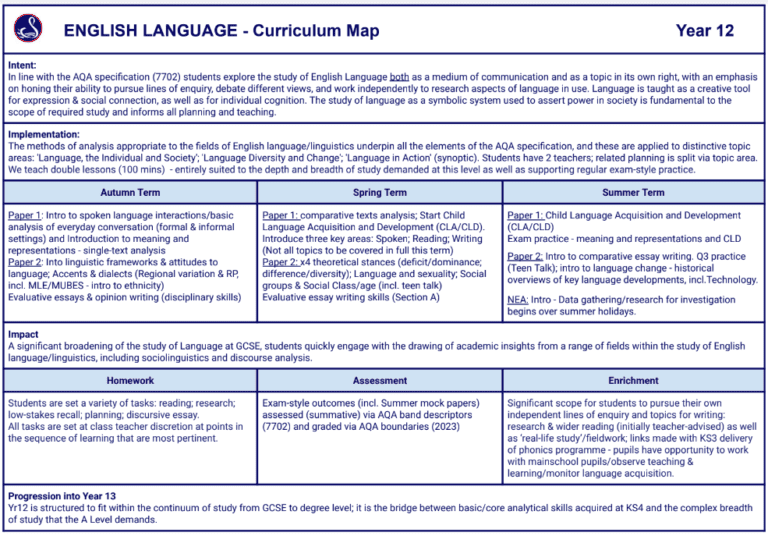 ENGLISH LANGUAGE - Curriculum Map
Year 12
Intent:
In line with the AQA specification (7702) students explore the study of English Language both as a medium of communication and as a topic in its own right, with an emphasis
on honing their ability to pursue lines of enquiry, debate different views, and work independently to research aspects of language in use. Language is taught as a creative tool
for expression & social connection, as well as for individual cognition. The study of language as a symbolic system used to assert power in society is fundamental to the
scope of required study and informs all planning and teaching.
Implementation:
The methods of analysis appropriate to the fields of English language/linguistics underpin all the elements of the AQA specification, and these are applied to distinctive topic
areas: 'Language, the Individual and Society'; 'Language Diversity and Change'; 'Language in Action' (synoptic). Students have 2 teachers; related planning is split via topic area.
We teach double lessons (100 mins) - entirely suited to the depth and breadth of study demanded at this level as well as supporting regular exam-style practice.
Autumn Term
Paper 1: Intro to spoken language interactions/basic
analysis of everyday conversation (formal & informal
settings) and Introduction to meaning and
representations - single-text analysis
Paper 2: Into linguistic frameworks & attitudes to
language; Accents & dialects (Regional variation & RP,
incl. MLE/MUBES - intro to ethnicity)
Evaluative essays & opinion writing (disciplinary skills)
Spring Term
Paper 1: comparative texts analysis; Start Child
Language Acquisition and Development (CLA/CLD).
Introduce three key areas: Spoken; Reading; Writing
(Not all topics to be covered in full this term)
Paper 2: x4 theoretical stances (deficit/dominance;
difference/diversity); Language and sexuality; Social
groups & Social Class/age (incl. teen talk)
Evaluative essay writing skills (Section A)
Summer Term
Paper 1: Child Language Acquisition and Development
(CLA/CLD)
Exam practice - meaning and representations and CLD
Paper 2: Intro to comparative essay writing. Q3 practice
(Teen Talk); intro to language change - historical
overviews of key language developments, incl.Technology.
NEA: Intro - Data gathering/research for investigation
begins over summer holidays.
Impact
A significant broadening of the study of Language at GCSE, students quickly engage with the drawing of academic insights from a range of fields within the study of English
language/linguistics, including sociolinguistics and discourse analysis.
Homework
Students are set a variety of tasks: reading; research;
low-stakes recall; planning; discursive essay.
All tasks are set at class teacher discretion at points in
the sequence of learning that are most pertinent.
Assessment
Exam-style outcomes (incl. Summer mock papers)
assessed (summative) via AQA band descriptors
(7702) and graded via AQA boundaries (2023)
Enrichment
Significant scope for students to pursue their own
independent lines of enquiry and topics for writing:
research & wider reading (initially teacher-advised) as well
as 'real-life study'/fieldwork; links made with KS3 delivery
of phonics programme - pupils have opportunity to work
with mainschool pupils/observe teaching &
learning/monitor language acquisition.
Progression into Year 13
Yr12 is structured to fit within the continuum of study from GCSE to degree level; it is the bridge between basic/core analytical skills acquired at KS4 and the complex breadth
of study that the A Level demands.